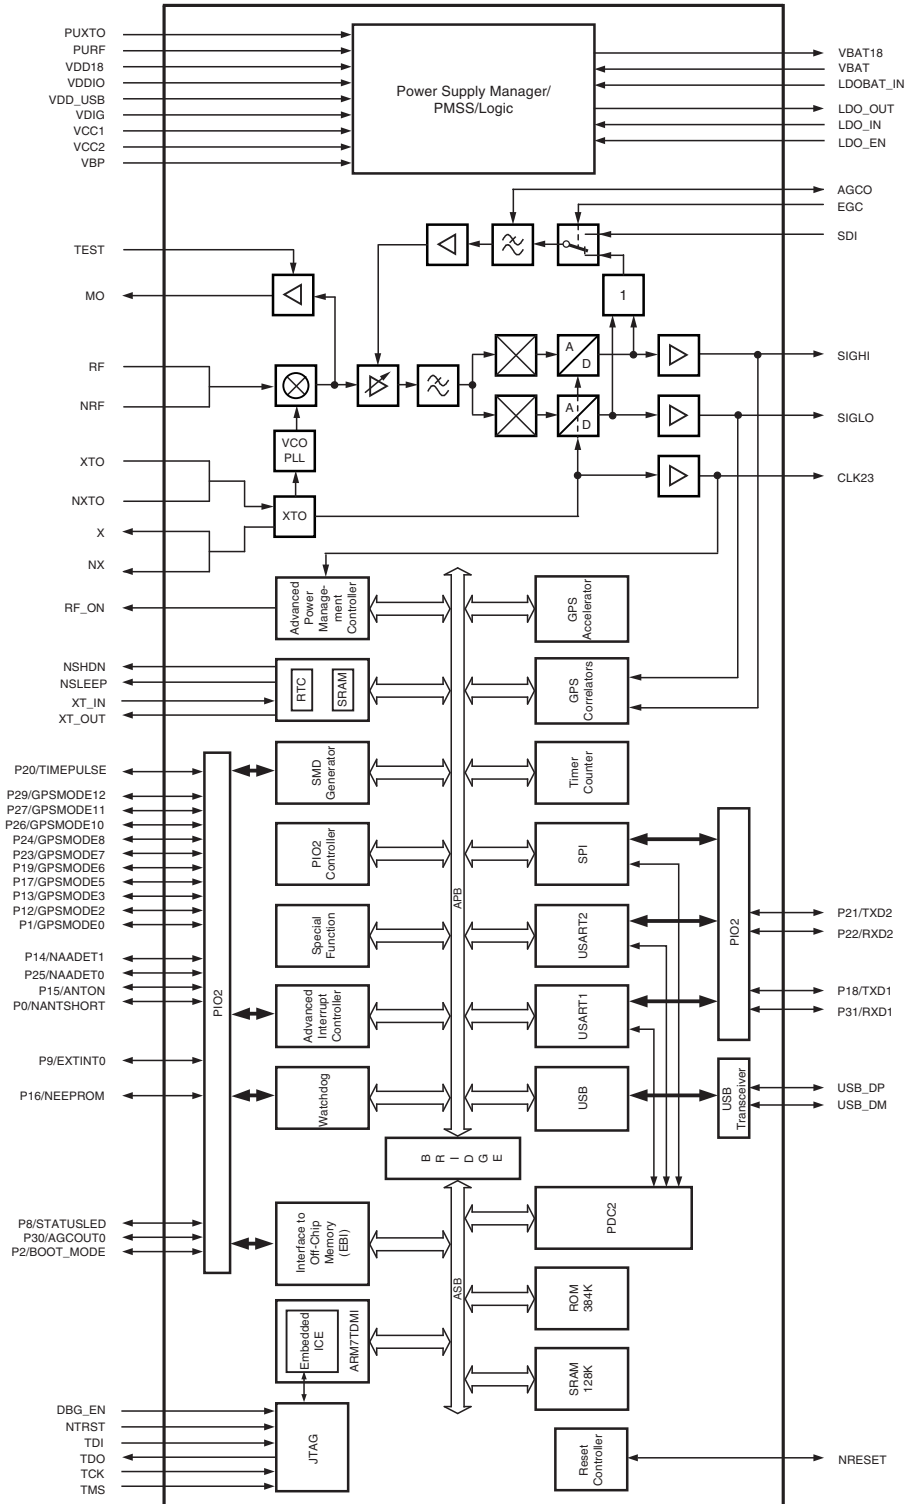 PUXTO
PURF
VDD18
VDDIO
VDD_USB
VDIG
VCC1
VCC2
VBP
Power Supply Manager/
PMSS/Logic
VBAT18
VBAT
LDOBAT_IN
LDO_OUT
LDO_IN
LDO_EN
AGCO
EGC
SDI
TEST
MO
1
RF
NRF
A
D
A
D
SIGHI
SIGLO
VCO
PLL
XTO
NXTO
XTO
X
NX
CLK23
RF_ON
Advanced
Power
Manage-
ment
Controller
GPS
Accelerator
NSHDN
NSLEEP
XT_IN
XT_OUT
RTC
SRAM
GPS
Correlators
P20/TIMEPULSE
P29/GPSMODE12
P27/GPSMODE11
P26/GPSMODE10
P24/GPSMODE8
P23/GPSMODE7
P19/GPSMODE6
P17/GPSMODE5
P13/GPSMODE3
P12/GPSMODE2
P1/GPSMODE0
P14/NAADET1
P25/NAADET0
P15/ANTON
P0/NANTSHORT
P9/EXTINT0
P16/NEEPROM
P8/STATUSLED
P30/AGCOUT0
P2/BOOT_MODE
PIO2
SMD
Generator
PIO2
Controller
Special
Function
Advanced
Interrupt
Controller
Watchdog
APB
Timer
Counter
SPI
USART2
USART1
USB
PIO2
P21/TXD2
P22/RXD2
P18/TXD1
P31/RXD1
USB
Transceiver
USB_DP
USB_DM
B R I D G E
Interface to
Off-Chip
Memory
(EBI)
ASB
PDC2
ROM
384K
SRAM
128K
Embedded
ICE
ARM7TDMI
DBG_EN
NTRST
TDI
TDO
TCK
TMS
JTAG
Reset
Controller
NRESET